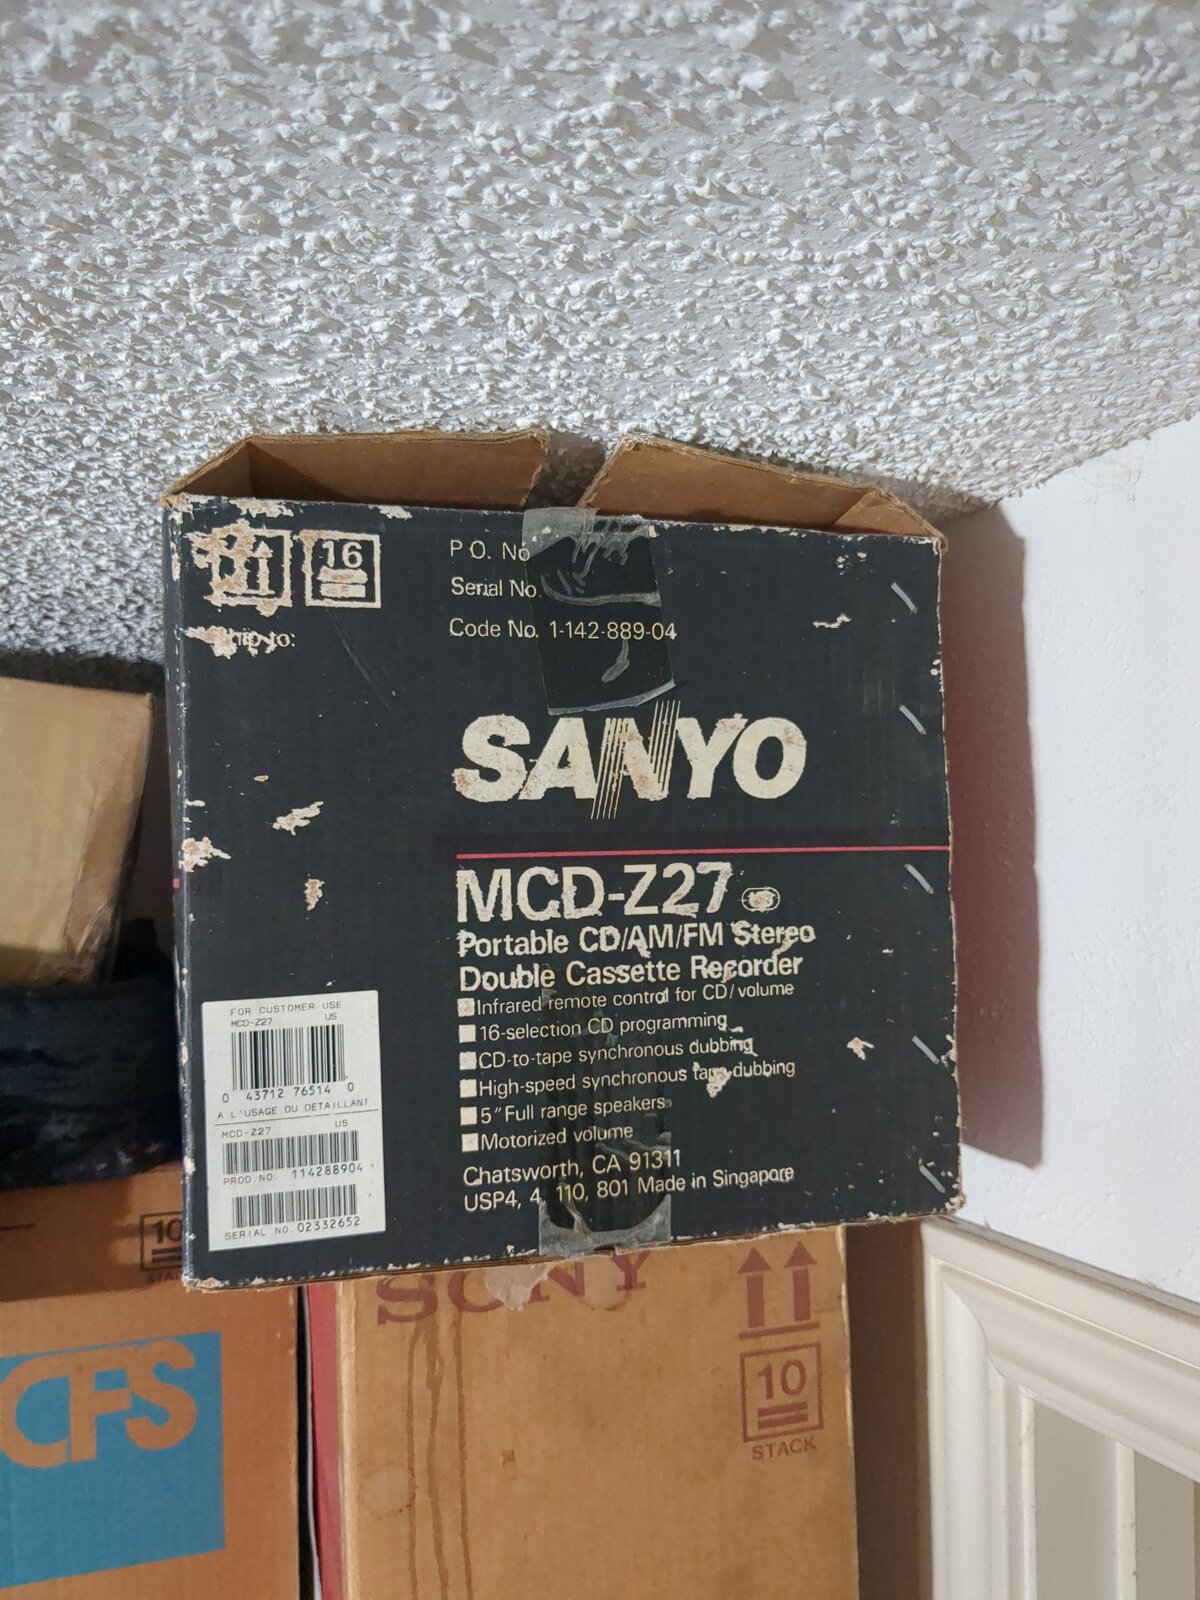 16
P.O. No
Serial No.
Code No. 1-142-889-04
to:
SANYO
MCD-Z27
Portable CD/AM/FM Stereo
Double Cassette Recorder
Infrared remote control for CD/volume
16-selection CD programming
CD-to-tape synchronous dubbing
High-speed synchronous tape dubbing
5" Full range speakers
Motorized volume
Chatsworth, CA 91311
USP4, 4, 110, 801 Made in Singapore
FOR CUSTOMER USE
MCD-Z27 US
0 43712 76514 0
A L'USAGE DU DETAILLANT
MCD-Z27 US
PROD.NO. 114288904
SERIAL NO. 02332652
10
STACK
CFS
SONY
10
STACK